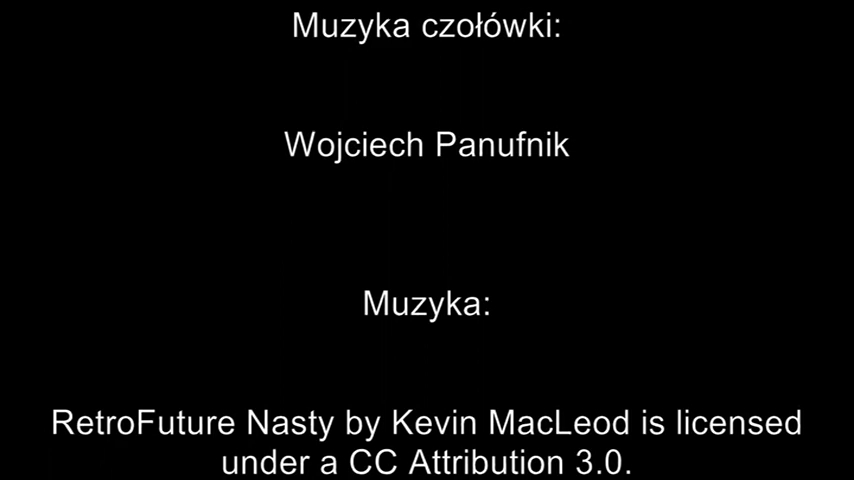 Muzyka czołówki:
Wojciech Panufnik
Muzyka:
RetroFuture Nasty by Kevin MacLeod is licensed
under a CC Attribution 3.0.